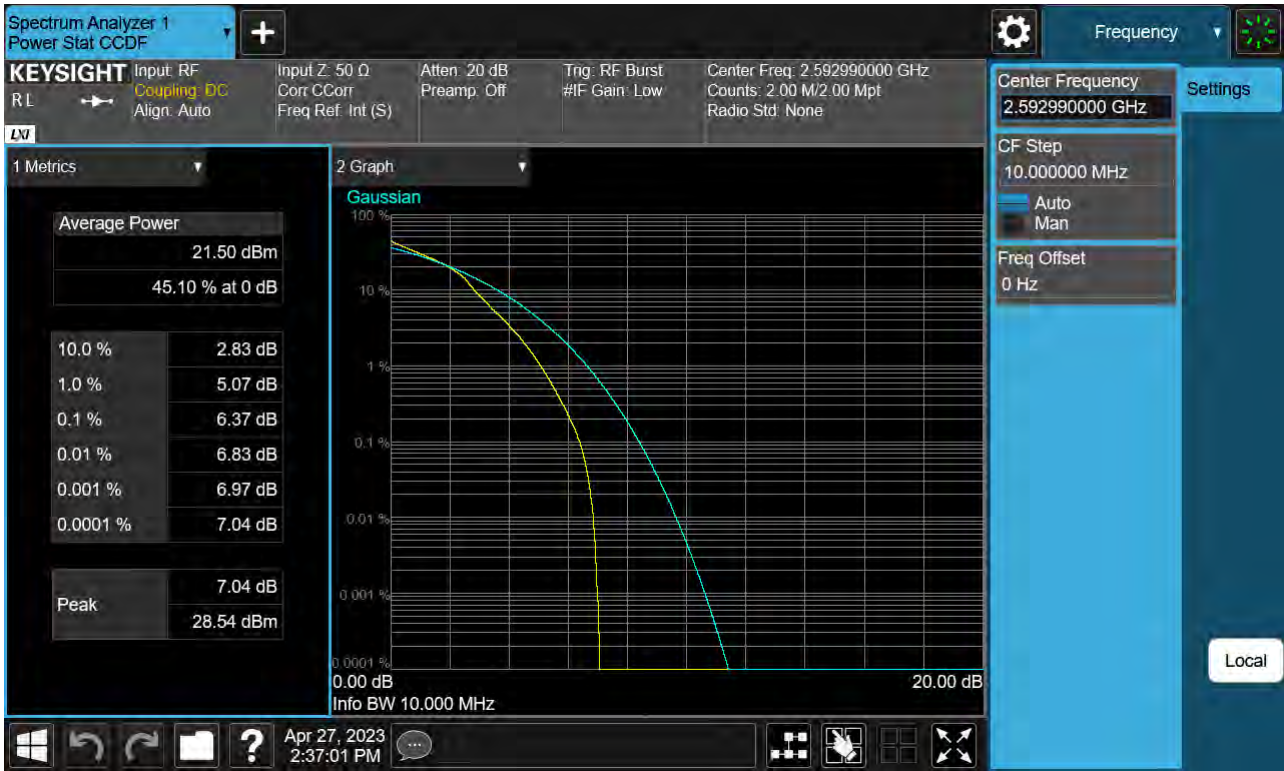 Spectrum Analyzer 1
Power Stat CCDF
Frequency
KEYSIGHT
RL
LXI
Input: RF
Coupling: DC
Align: Auto
Input Z: 50 Ω
Corr CCorr
Freq Ref: Int (S)
Atten: 20 dB
Preamp: Off
Trig: RF Burst
#IF Gain: Low
Center Freq: 2.592990000 GHz
Counts: 2.00 M/2.00 Mpt
Radio Std: None
Center Frequency
2.592990000 GHz
Settings
CF Step
10.000000 MHz
Auto
Man
Freq Offset
0 Hz
Local
1 Metrics
Average Power
21.50 dBm
45.10 % at 0 dB
10.0 % 2.83 dB
1.0 % 5.07 dB
0.1 % 6.37 dB
0.01 % 6.83 dB
0.001 % 6.97 dB
0.0001 % 7.04 dB
Peak
7.04 dB
28.54 dBm
2 Graph
Gaussian
100 %
10 %
1 %
0.1 %
0.01 %
0.001 %
0.0001 %
0.00 dB
20.00 dB
Info BW 10.000 MHz
?
Apr 27, 2023
2:37:01 PM